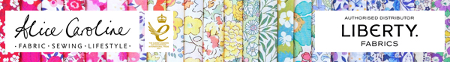 Alice Caroline
• FABRIC • SEWING • LIFESTYLE •
AUTHORISED DISTRIBUTOR
LIBERTY.
FABRICS